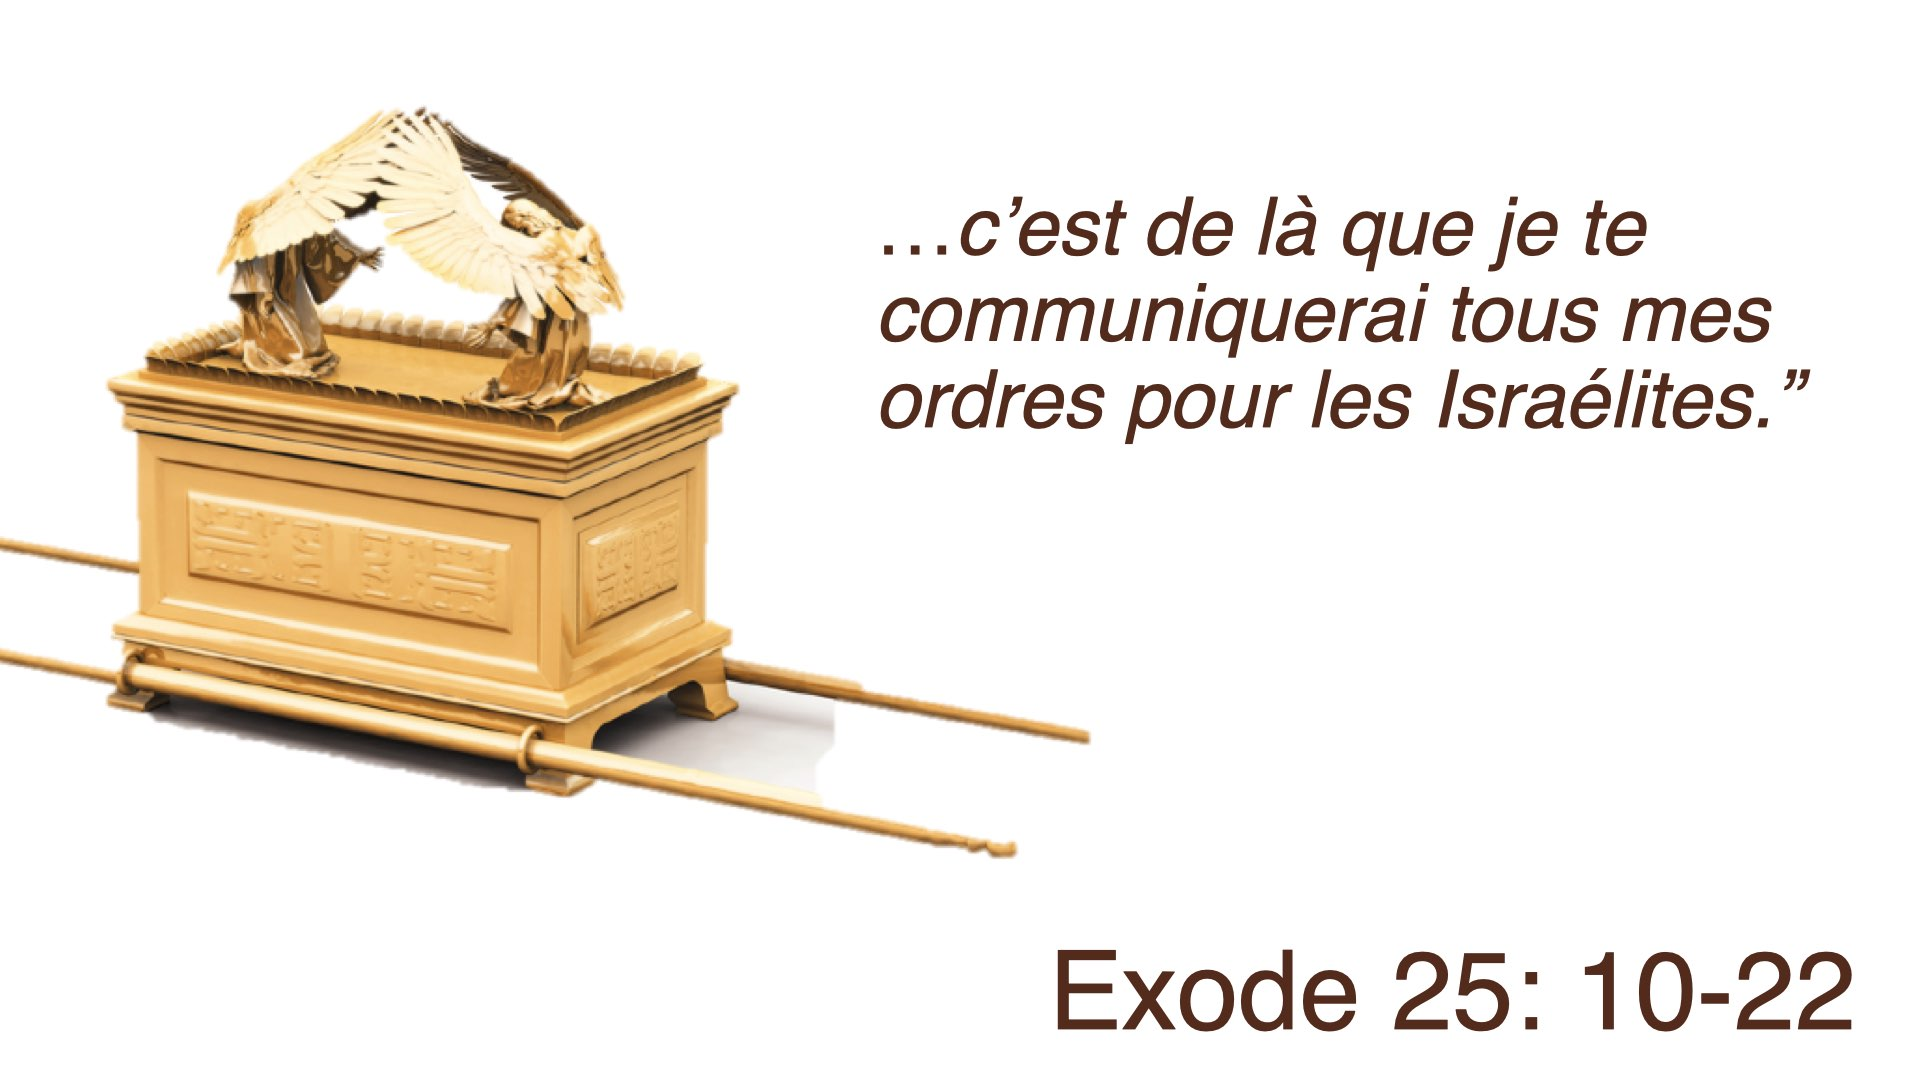 …c’est de là que je te
communiquerai tous mes
ordres pour les Israélites.”
Exode 25: 10-22